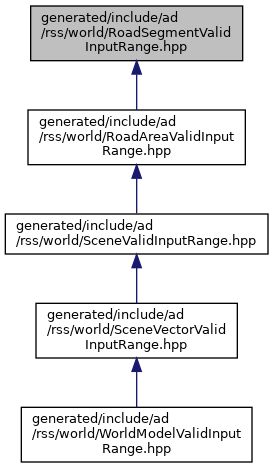 generated/include/ad
/rss/world/RoadSegmentValid
InputRange.hpp
generated/include/ad
/rss/world/RoadAreaValidInput
Range.hpp
generated/include/ad
/rss/world/SceneValidInputRange.hpp
generated/include/ad
/rss/world/SceneVectorValid
InputRange.hpp
generated/include/ad
/rss/world/WorldModelValidInput
Range.hpp